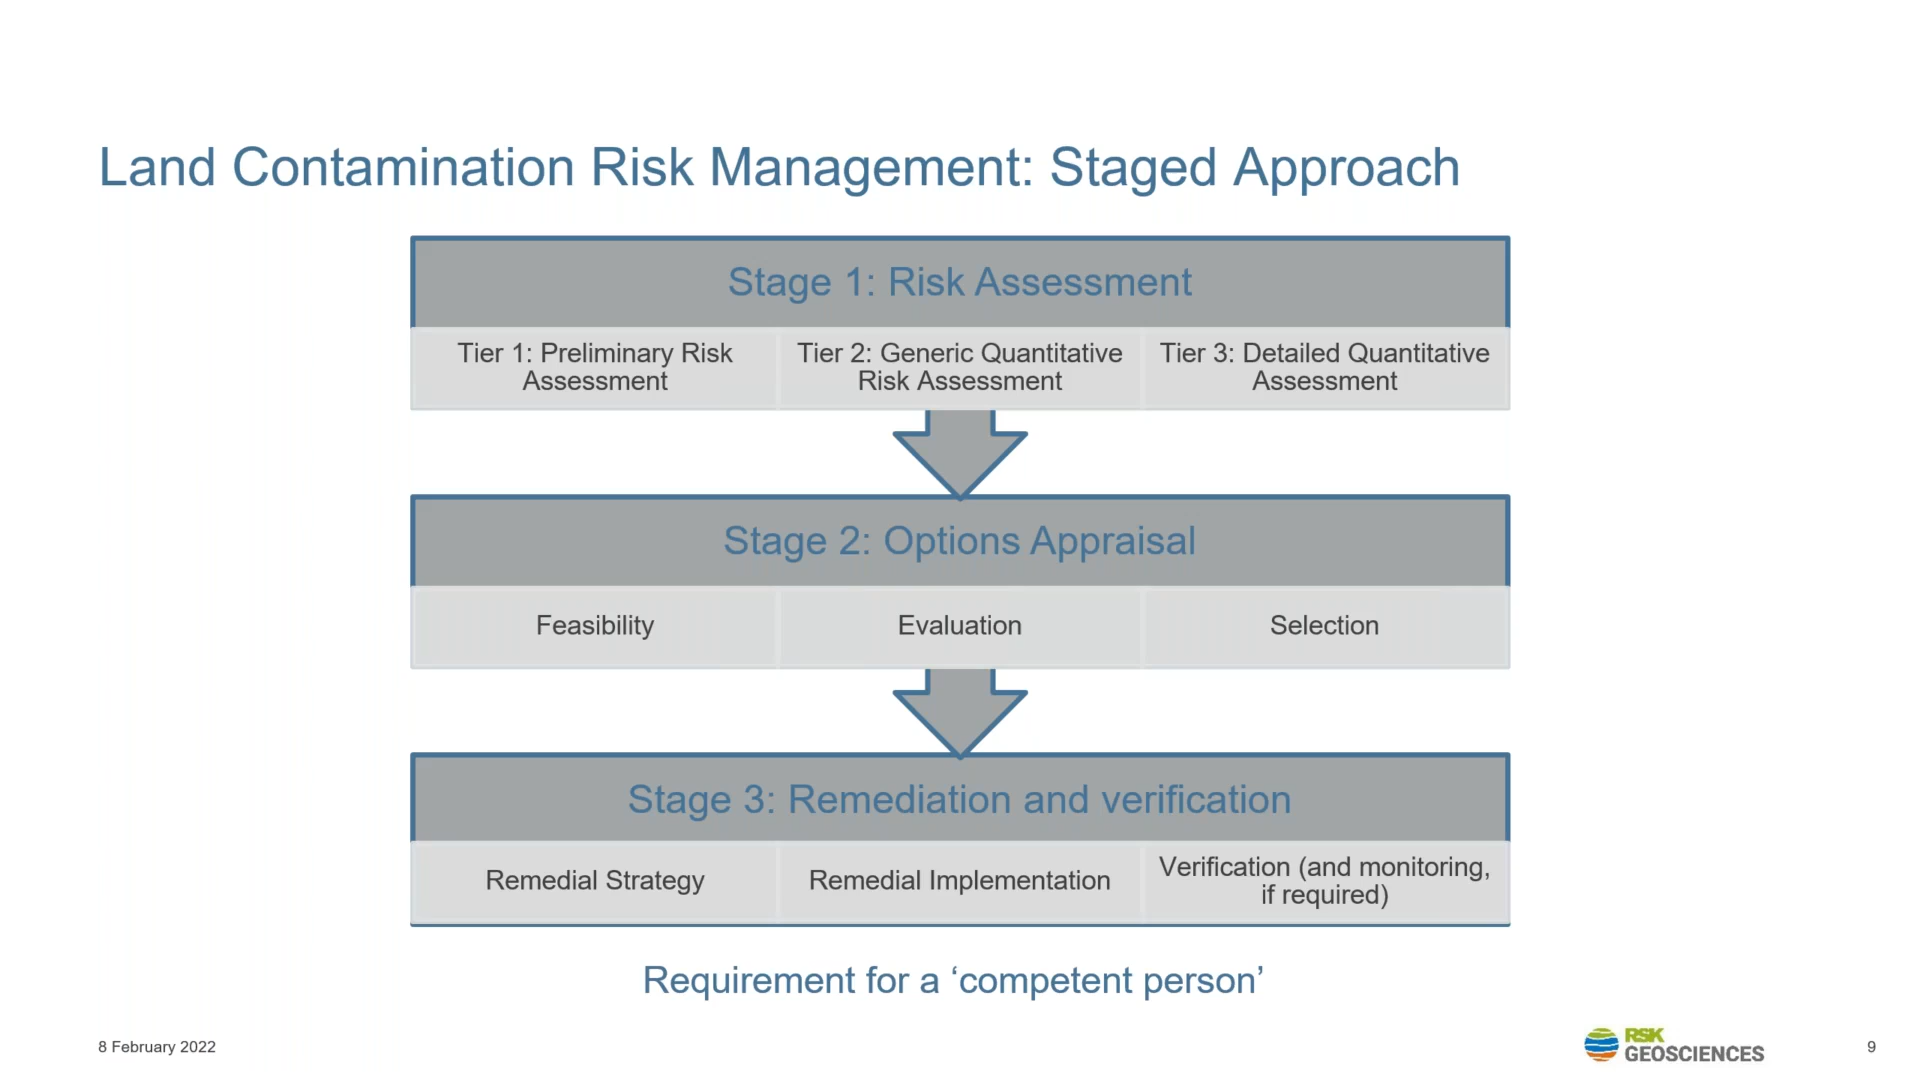 Land Contamination Risk Management: Staged Approach
Stage 1: Risk Assessment
Tier 1: Preliminary Risk
Assessment
Tier 2: Generic Quantitative
Risk Assessment
Tier 3: Detailed Quantitative
Assessment
Stage 2: Options Appraisal
Feasibility
Evaluation
Selection
Stage 3: Remediation and verification
Remedial Strategy
Remedial Implementation
Verification (and monitoring,
if required)
Requirement for a ‘competent person’
8 February 2022
RSK
GEOSCIENCES
9